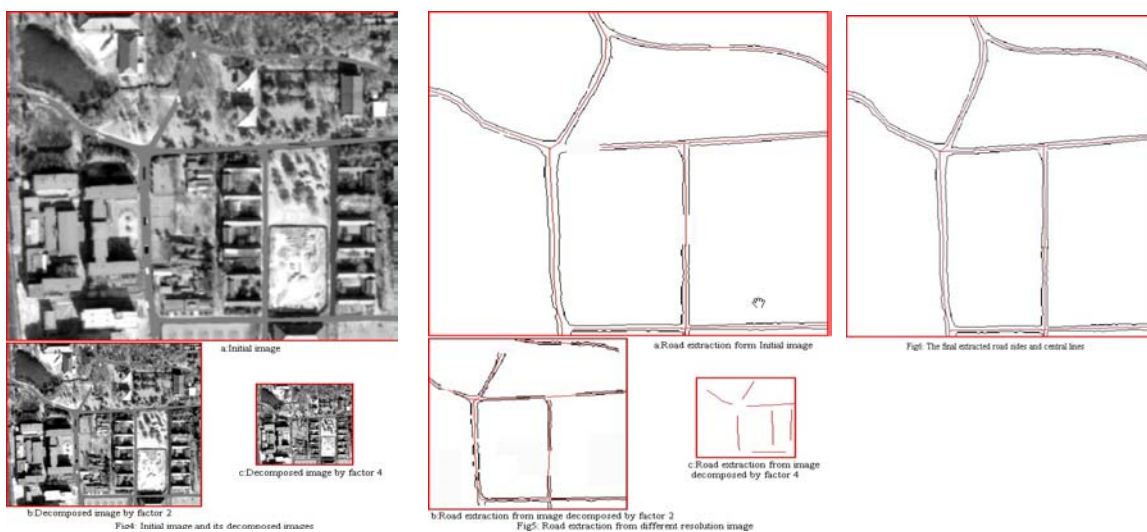 a:Initial image
b:Decomposed image by factor 2
c:Decomposed image by factor 4
Fig4: Initial image and its decomposed images
a:Road extraction form Initial image
b:Road extraction from image decomposed by factor 2
c:Road extraction from image
decomposed by factor 4
Fig5: Road extraction from different resolution image
Fig6: The final extracted road sides and central lines